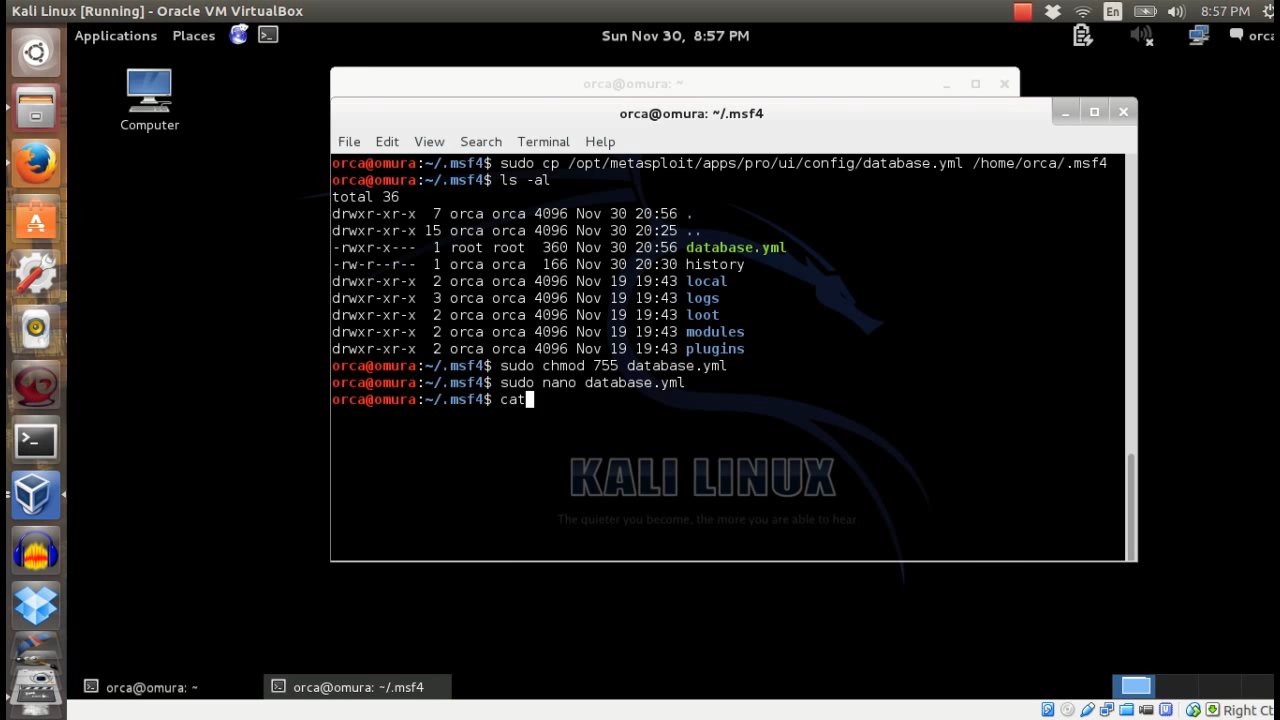 Kali Linux [Running] - Oracle VM VirtualBox
En
8:57 PM
Applications Places
Sun Nov 30, 8:57 PM
orca
Computer
orca@omura: ~
orca@omura: ~/.msf4
File Edit View Search Terminal Help
orca@omura:~/.msf4$ sudo cp /opt/metasploit/apps/pro/ui/config/database.yml /home/orca/.msf4
orca@omura:~/.msf4$ ls -al
total 36
drwxr-xr-x 7 orca orca 4096 Nov 30 20:56 .
drwxr-xr-x 15 orca orca 4096 Nov 30 20:25 ..
-rwxr-x--- 1 root root 360 Nov 30 20:56 database.yml
-rw-r--r-- 1 orca orca 166 Nov 30 20:30 history
drwxr-xr-x 2 orca orca 4096 Nov 19 19:43 local
drwxr-xr-x 3 orca orca 4096 Nov 19 19:43 logs
drwxr-xr-x 2 orca orca 4096 Nov 19 19:43 loot
drwxr-xr-x 2 orca orca 4096 Nov 19 19:43 modules
drwxr-xr-x 2 orca orca 4096 Nov 19 19:43 plugins
orca@omura:~/.msf4$ sudo chmod 755 database.yml
orca@omura:~/.msf4$ sudo nano database.yml
orca@omura:~/.msf4$ cat
KALI LINUX
The quieter you become, the more you are able to hear
orca@omura: ~
orca@omura: ~/.msf4
Right Ct